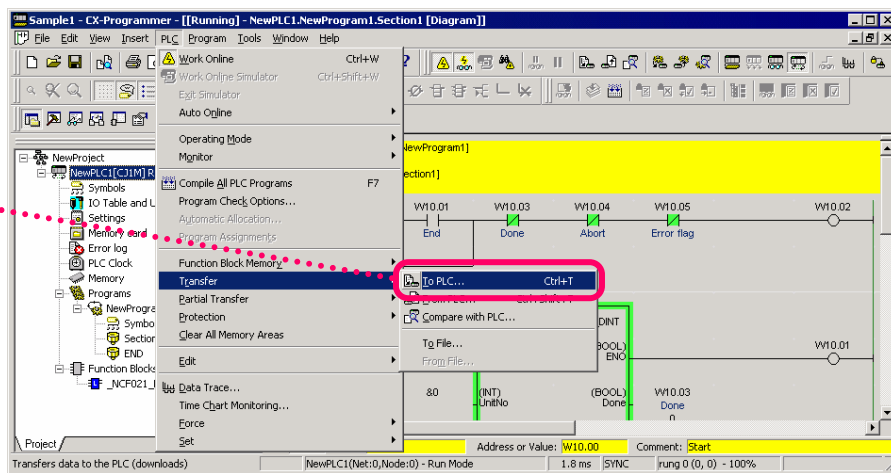 Sample1 - CX-Programmer - [[Running] - NewPLC1.NewProgram1.Section1 [Diagram]]
File Edit View Insert PLC Program Tools Window Help
Work Online Ctrl+W
Work Online Simulator Ctrl+Shift+W
Exit Simulator
Auto Online
Operating Mode
Monitor
Compile All PLC Programs F7
Program Check Options...
Automatic Allocation...
Program Assignments
Function Block Memory
Transfer
Partial Transfer
Protection
Clear All Memory Areas
Edit
Data Trace...
Time Chart Monitoring...
Force
Set
To PLC... Ctrl+T
Compare with PLC...
To File...
From File...
NewProject
NewPLC1[CJ1M] R
Symbols
IO Table and U
Settings
Memory card
Error log
PLC Clock
Memory
Programs
NewProgra
Symbo
Section
END
Function Blocks
_NCF021_
Project
NewProgram1]
ection1]
W10.01 W10.03 W10.04 W10.05 W10.02
End Done Abort Error flag
DINT
(BOOL)
ENO
W10.01
&0 (INT) (BOOL) W10.03
UnitNo Done Done
0
Address or Value: W10.00 Comment: Start
Transfers data to the PLC (downloads) NewPLC1(Net:0,Node:0) - Run Mode 1.8 ms SYNC rung 0 (0, 0) - 100%